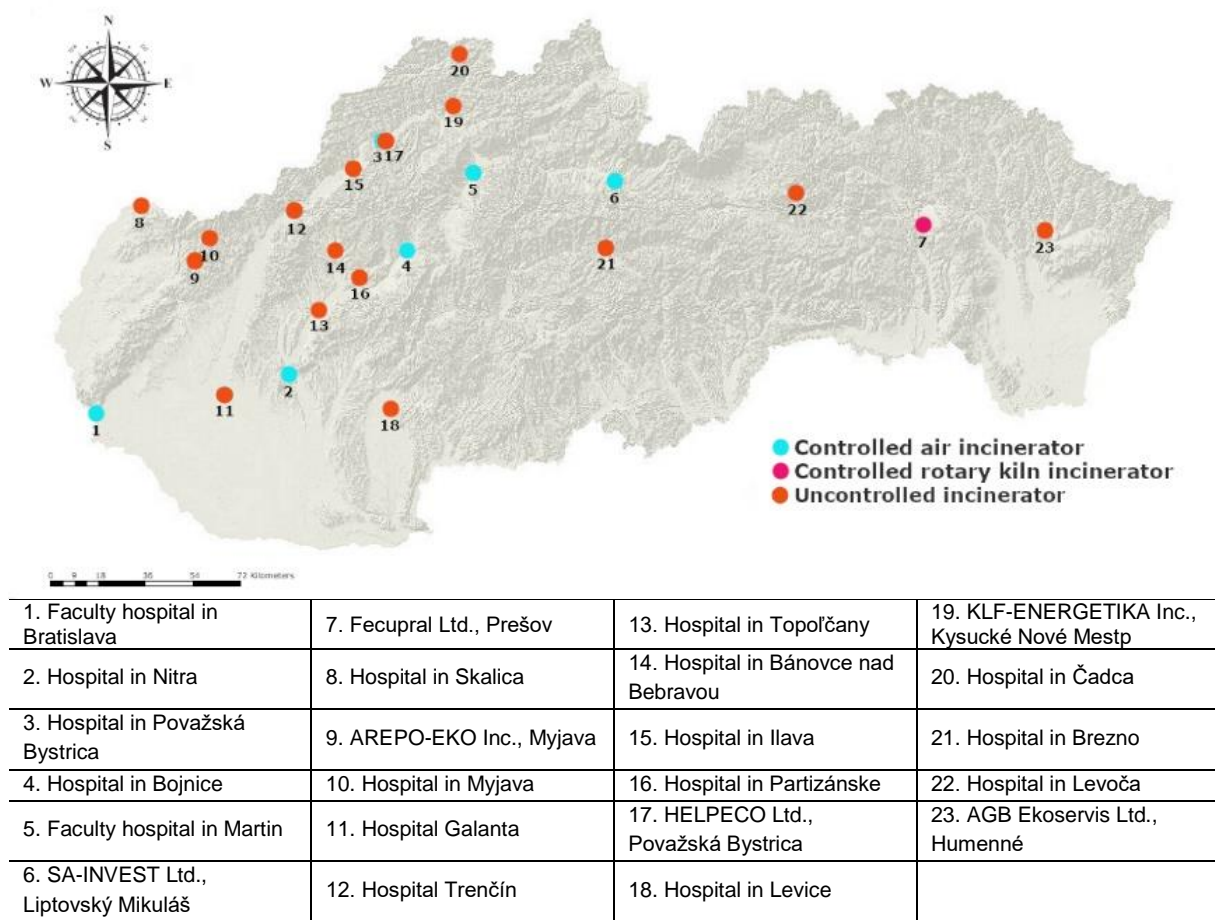 N
W
E
S
20
19
3
17
15
5
6
8
12
22
10
7
23
9
14
4
21
16
13
2
11
18
1
Controlled air incinerator
Controlled rotary kiln incinerator
Uncontrolled incinerator
0 9 18 36 54 72 Kilometers
1. Faculty hospital in
Bratislava
7. Fecupral Ltd., Prešov
13. Hospital in Topoľčany
19. KLF-ENERGETIKA Inc.,
Kysucké Nové Mestp
2. Hospital in Nitra
8. Hospital in Skalica
14. Hospital in Bánovce nad
Bebravou
20. Hospital in Čadca
3. Hospital in Považská
Bystrica
9. AREPO-EKO Inc., Myjava
15. Hospital in Ilava
21. Hospital in Brezno
4. Hospital in Bojnice
10. Hospital in Myjava
16. Hospital in Partizánske
22. Hospital in Levoča
5. Faculty hospital in Martin
11. Hospital Galanta
17. HELPECO Ltd.,
Považská Bystrica
23. AGB Ekoservis Ltd.,
Humenné
6. SA-INVEST Ltd.,
Liptovský Mikuláš
12. Hospital Trenčín
18. Hospital in Levice